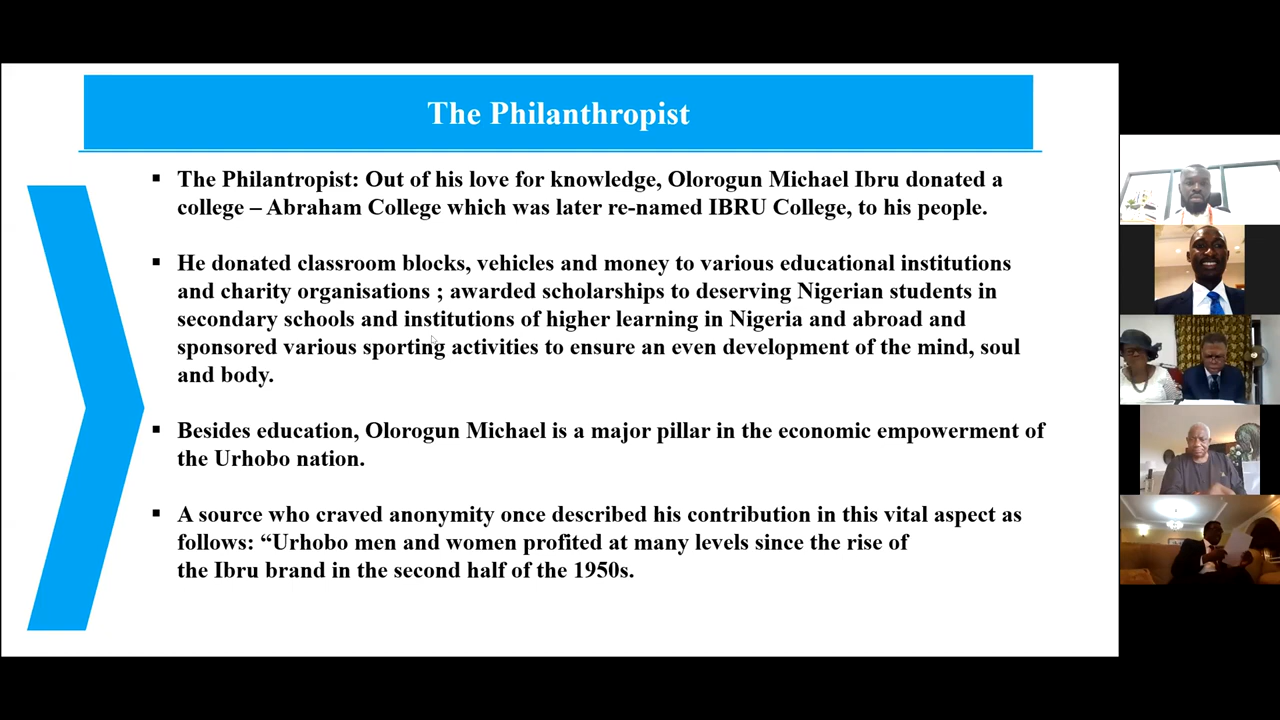 The Philanthropist
▪ The Philantropist: Out of his love for knowledge, Olorogun Michael Ibru donated a
college – Abraham College which was later re-named IBRU College, to his people.
▪ He donated classroom blocks, vehicles and money to various educational institutions
and charity organisations ; awarded scholarships to deserving Nigerian students in
secondary schools and institutions of higher learning in Nigeria and abroad and
sponsored various sporting activities to ensure an even development of the mind, soul
and body.
▪ Besides education, Olorogun Michael is a major pillar in the economic empowerment of
the Urhobo nation.
▪ A source who craved anonymity once described his contribution in this vital aspect as
follows: “Urhobo men and women profited at many levels since the rise of
the Ibru brand in the second half of the 1950s.